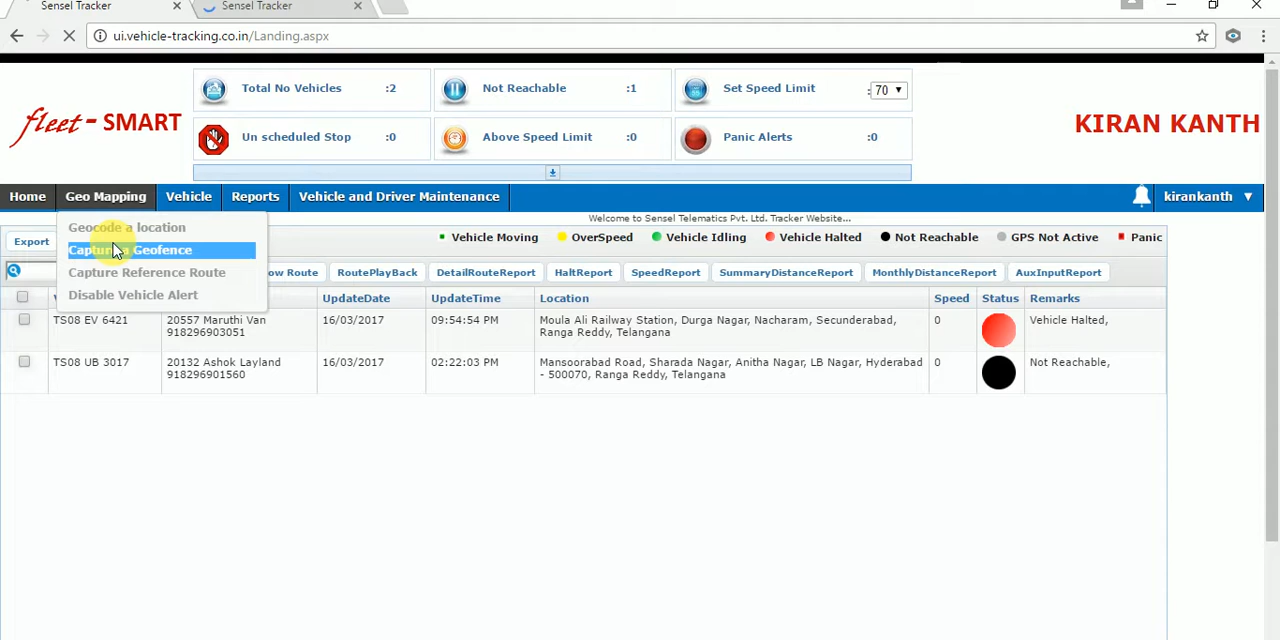 Sensel Tracker
Sensel Tracker
ui.vehicle-tracking.co.in/Landing.aspx
fleet - SMART
Total No Vehicles :2
Not Reachable :1
Set Speed Limit : 70
KIRAN KANTH
Un scheduled Stop :0
Above Speed Limit :0
Panic Alerts :0
Home Geo Mapping Vehicle Reports Vehicle and Driver Maintenance kirankanth
Welcome to Sensel Telematics Pvt. Ltd. Tracker Website...
Geocode a location
Export
Vehicle Moving OverSpeed Vehicle Idling Vehicle Halted Not Reachable GPS Not Active Panic
Capture a Geofence
Capture Reference Route
Route RoutePlayBack DetailRouteReport HaltReport SpeedReport SummaryDistanceReport MonthlyDistanceReport AuxInputReport
Disable Vehicle Alert
UpdateDate UpdateTime Location Speed Status Remarks
TS08 EV 6421 20557 Maruthi Van 16/03/2017 09:54:54 PM Moula Ali Railway Station, Durga Nagar, Nacharam, Secunderabad, 0 Vehicle Halted,
918296903051 Ranga Reddy, Telangana
TS08 UB 3017 20132 Ashok Layland 16/03/2017 02:22:03 PM Mansoorabad Road, Sharada Nagar, Anitha Nagar, LB Nagar, Hyderabad 0 Not Reachable,
918296901560 - 500070, Ranga Reddy, Telangana